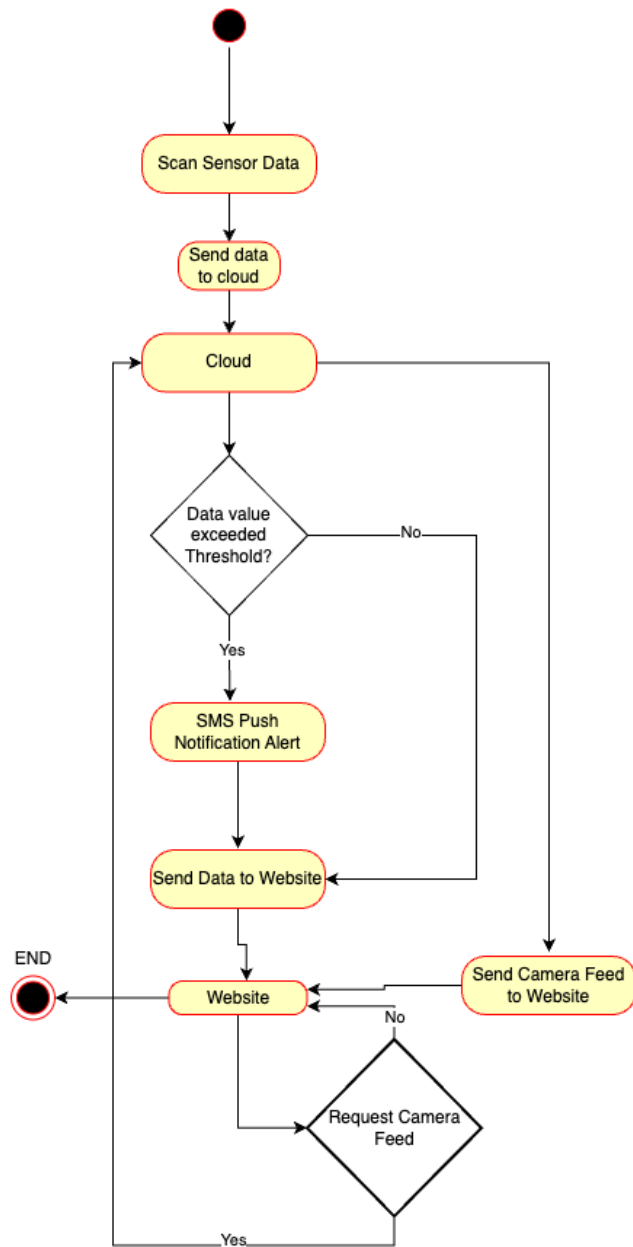 Scan Sensor Data
Send data
to cloud
Cloud
Data value
exceeded
Threshold?
No
Yes
SMS Push
Notification Alert
Send Data to Website
END
Website
Send Camera Feed
to Website
No
Request Camera
Feed
Yes